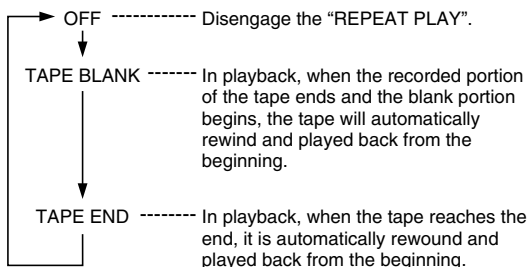 OFF Disengage the “REPEAT PLAY”.
TAPE BLANK In playback, when the recorded portion
of the tape ends and the blank portion
begins, the tape will automatically
rewind and played back from the
beginning.
TAPE END In playback, when the tape reaches the
end, it is automatically rewound and
played back from the beginning.